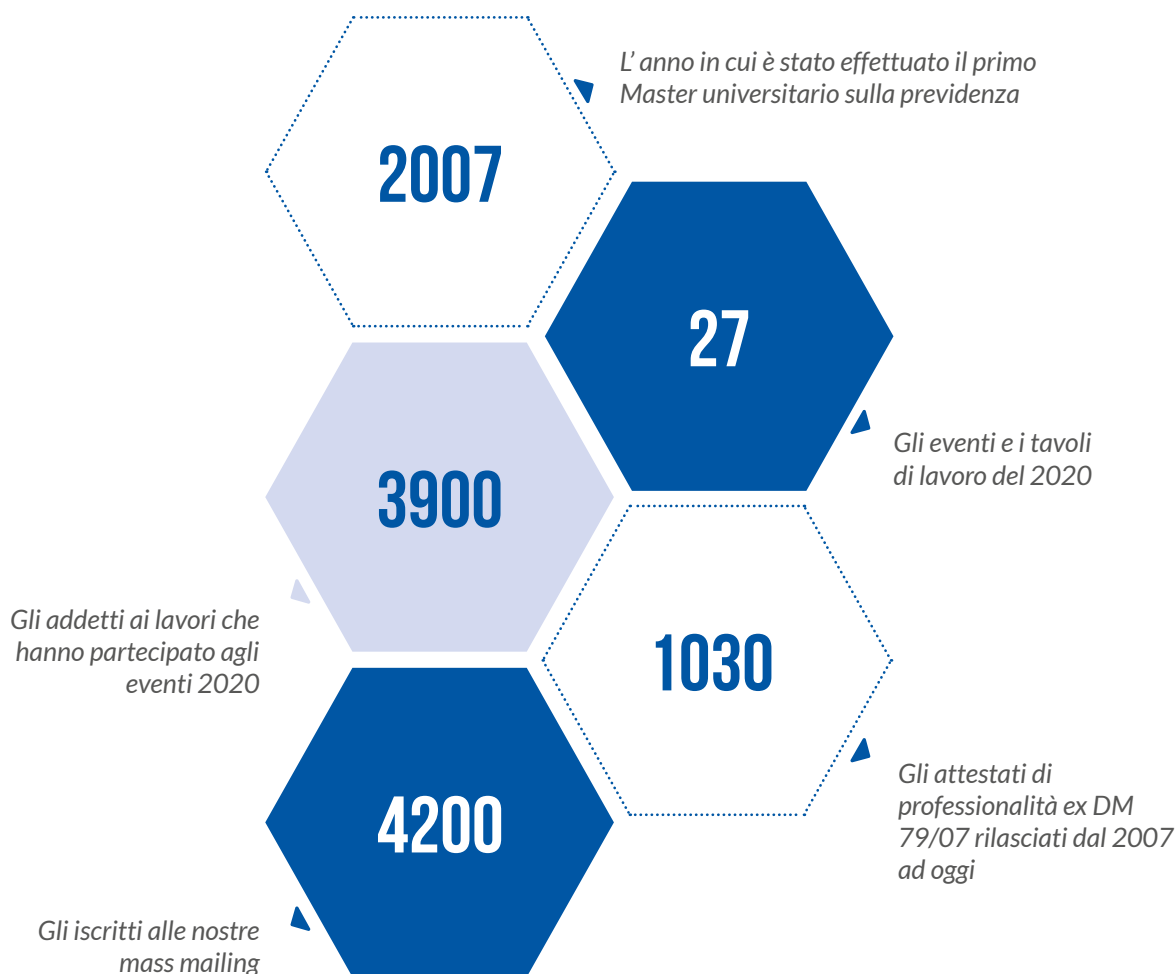 2007
L’ anno in cui è stato effettuato il primo
Master universitario sulla previdenza
27
Gli eventi e i tavoli
di lavoro del 2020
3900
Gli addetti ai lavori che
hanno partecipato agli
eventi 2020
1030
Gli attestati di
professionalità ex DM
79/07 rilasciati dal 2007
ad oggi
4200
Gli iscritti alle nostre
mass mailing